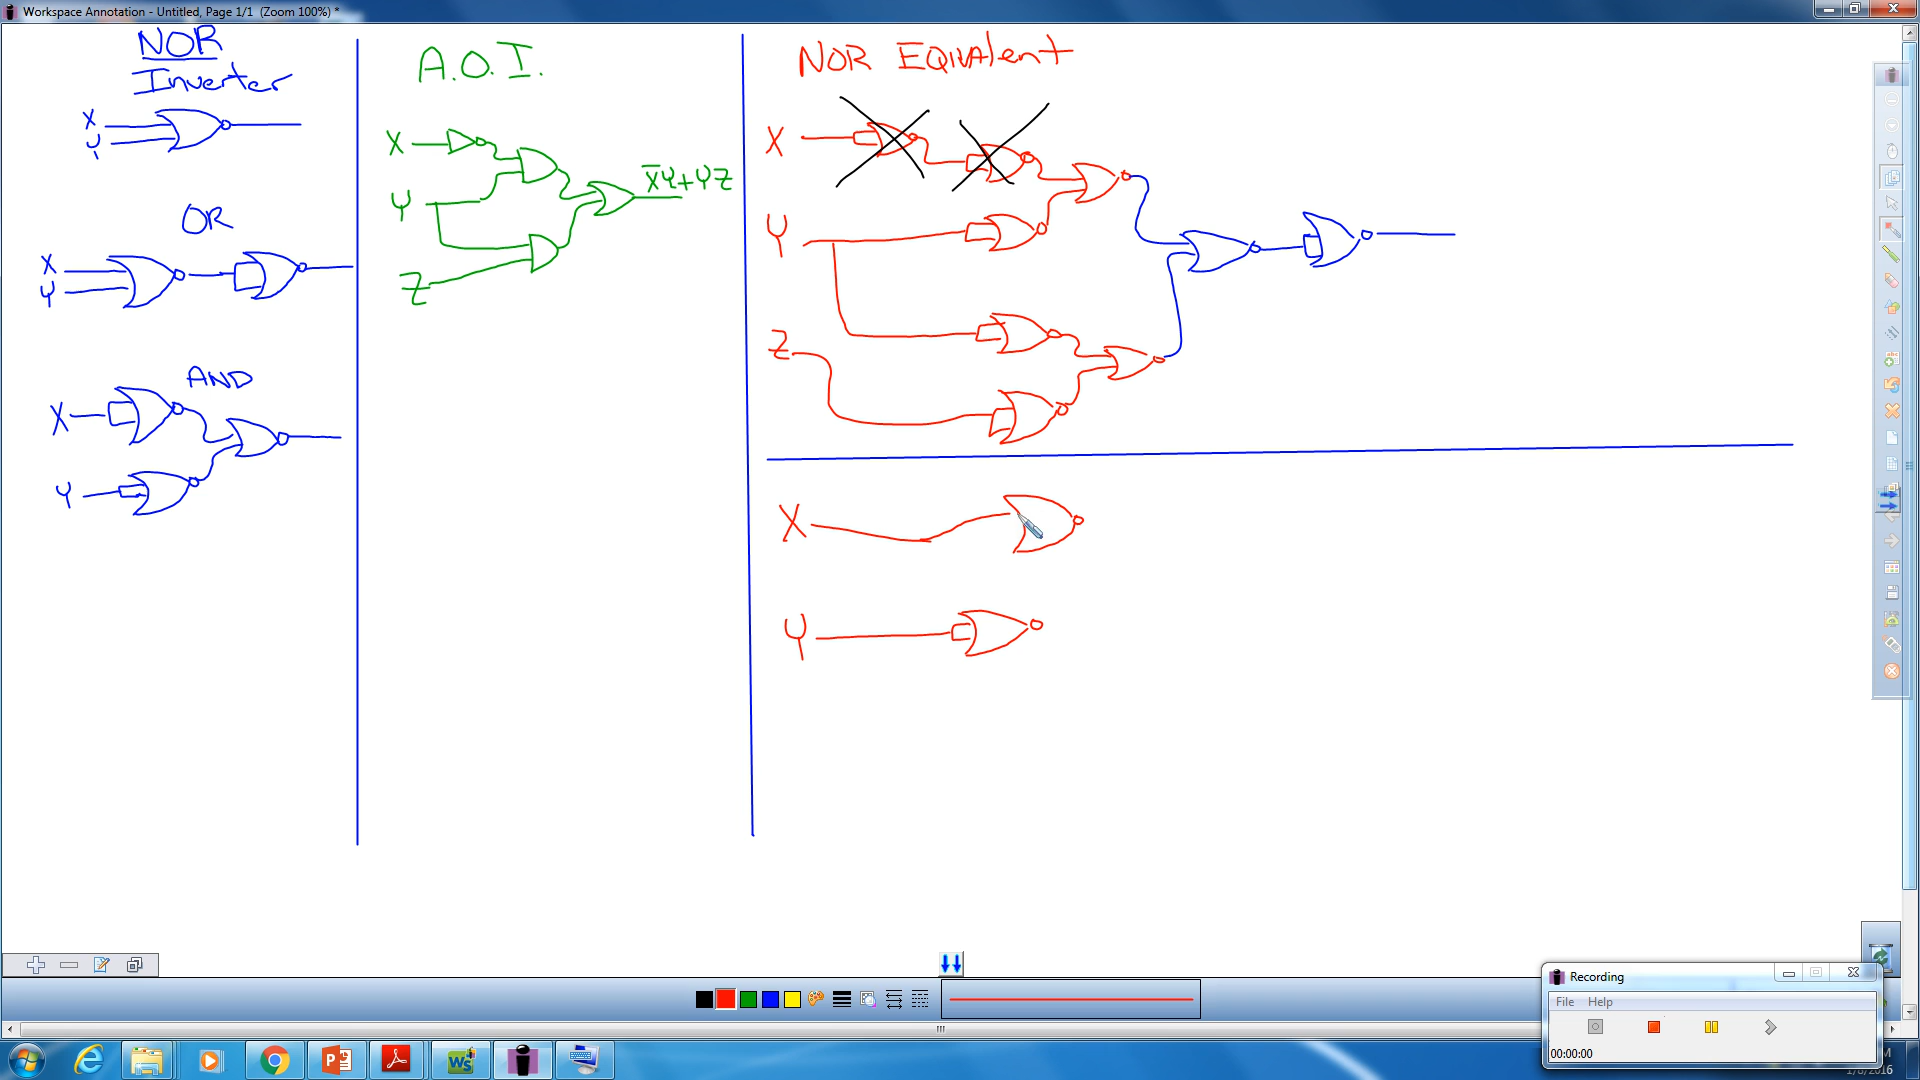 Workspace Annotation - Untitled, Page 1/1 (Zoom 100%) *
NOR
Inverter
X
Y
OR
X
Y
AND
X
Y
A.O.I.
X
Y
Z
X̅Y+YZ
NOR EQUIVAlent
X
Y
Z
X
Y
Recording
File Help
00:00:00